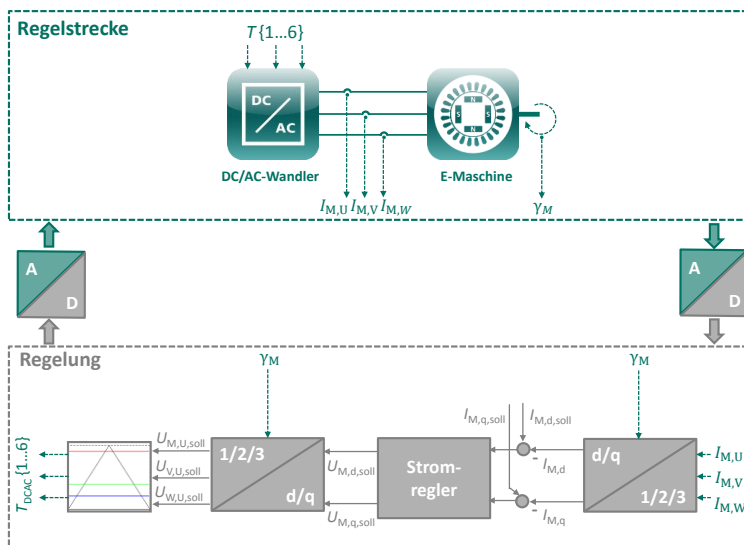 Regelstrecke
T {1...6}
DC
AC
N
S
S
N
DC/AC-Wandler
E-Maschine
I_M,U I_M,V I_M,W
γ_M
A
D
A
D
Regelung
γ_M
γ_M
I_M,q,soll
I_M,d,soll
T_DCAC {1...6}
U_M,U,soll
U_V,U,soll
U_W,U,soll
1/2/3
d/q
U_M,d,soll
U_M,q,soll
Strom-
regler
-
I_M,d
-
I_M,q
d/q
1/2/3
I_M,U
I_M,V
I_M,W